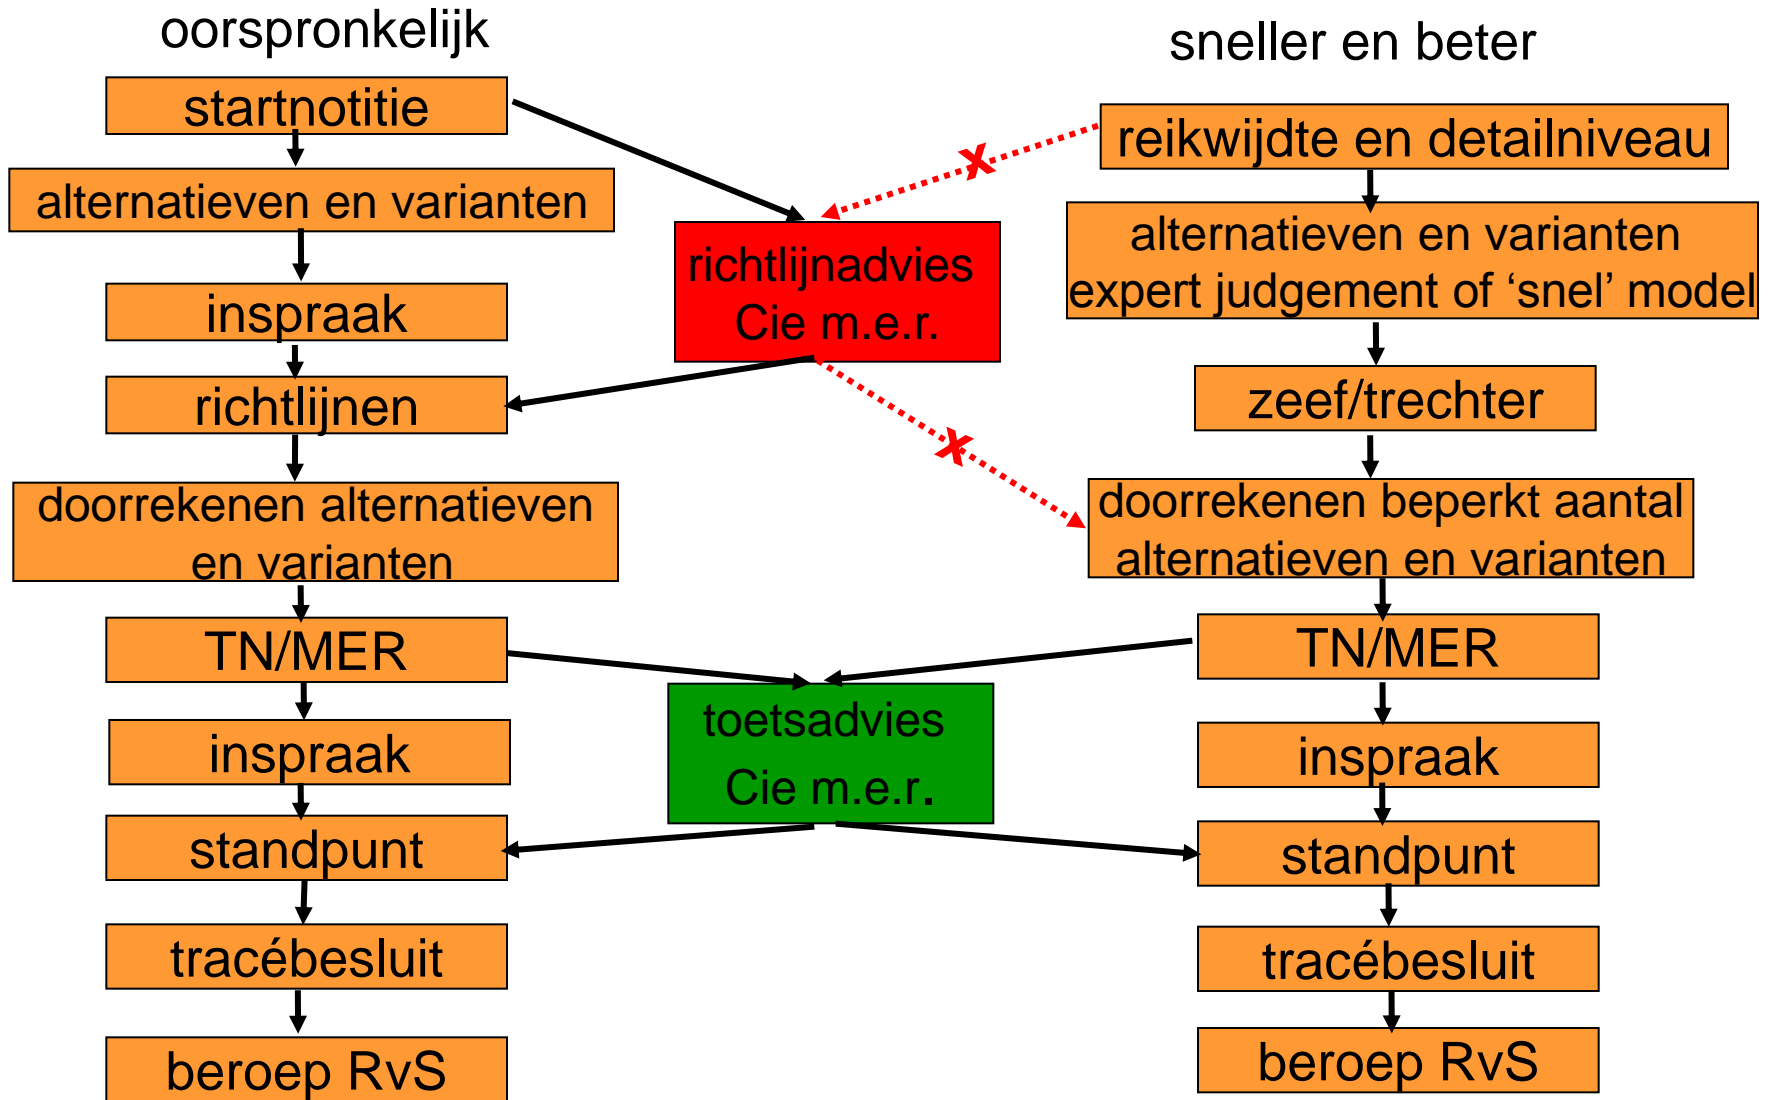 oorspronkelijk
startnotitie
alternatieven en varianten
inspraak
richtlijnen
doorrekenen alternatieven
en varianten
TN/MER
inspraak
standpunt
tracébesluit
beroep RvS
x
richtlijnadvies
Cie m.e.r.
x
toetsadvies
Cie m.e.r.
sneller en beter
reikwijdte en detailniveau
alternatieven en varianten
expert judgement of ‘snel’ model
zeef/trechter
doorrekenen beperkt aantal
alternatieven en varianten
TN/MER
inspraak
standpunt
tracébesluit
beroep RvS